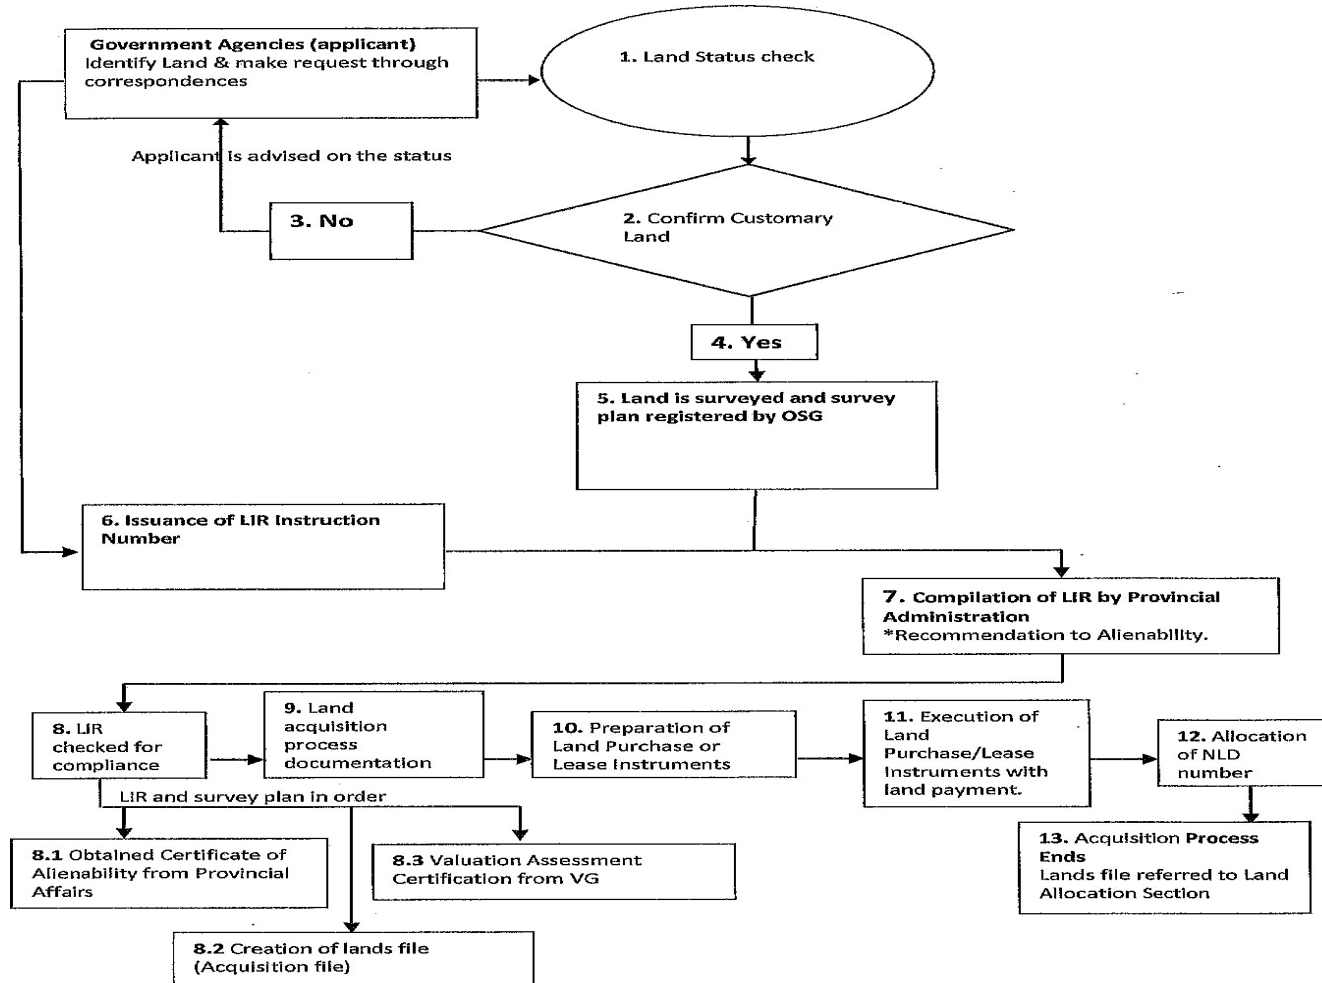 Government Agencies (applicant)
Identify Land & make request through
correspondences
1. Land Status check
Applicant is advised on the status
3. No
2. Confirm Customary
Land
4. Yes
5. Land is surveyed and survey
plan registered by OSG
6. Issuance of LIR Instruction
Number
7. Compilation of LIR by Provincial
Administration
*Recommendation to Alienability.
8. LIR
checked for
compliance
9. Land
acquisition
process
documentation
10. Preparation of
Land Purchase or
Lease Instruments
11. Execution of
Land
Purchase/Lease
Instruments with
land payment.
12. Allocation
of NLD
number
LIR and survey plan in order
8.1 Obtained Certificate of
Alienability from Provincial
Affairs
8.3 Valuation Assessment
Certification from VG
13. Acquisition Process
Ends
Lands file referred to Land
Allocation Section
8.2 Creation of lands file
(Acquisition file)